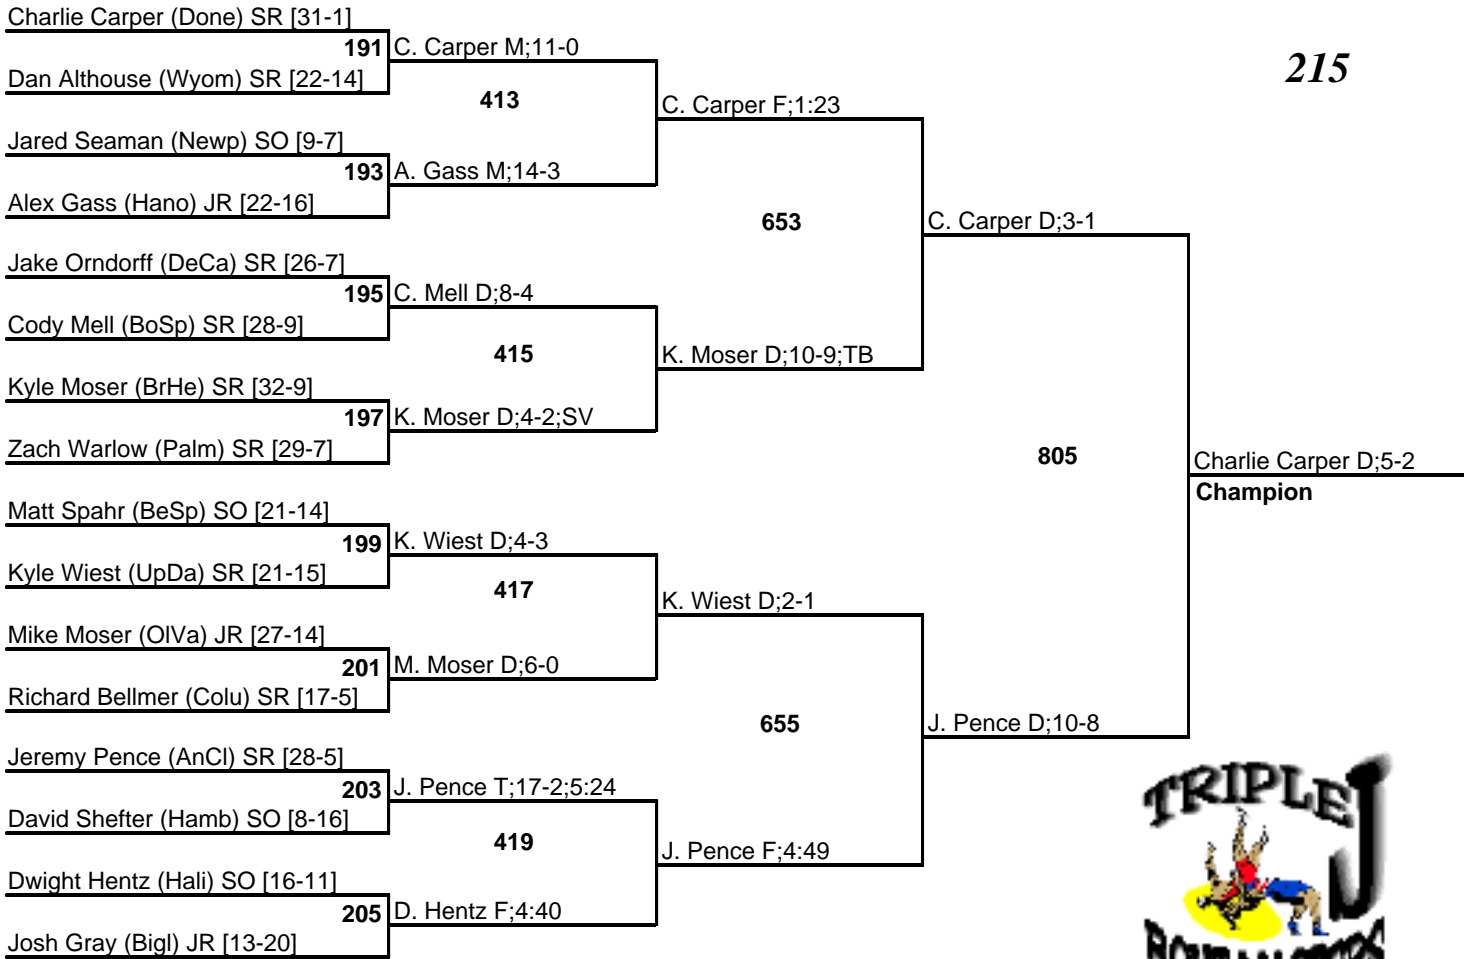 Charlie Carper (Done) SR [31-1]
191 C. Carper M;11-0
Dan Althouse (Wyom) SR [22-14]
215
413
C. Carper F;1:23
Jared Seaman (Newp) SO [9-7]
193 A. Gass M;14-3
Alex Gass (Hano) JR [22-16]
653
C. Carper D;3-1
Jake Orndorff (DeCa) SR [26-7]
195 C. Mell D;8-4
Cody Mell (BoSp) SR [28-9]
415
K. Moser D;10-9;TB
Kyle Moser (BrHe) SR [32-9]
197 K. Moser D;4-2;SV
Zach Warlow (Palm) SR [29-7]
805
Charlie Carper D;5-2
Champion
Matt Spahr (BeSp) SO [21-14]
199 K. Wiest D;4-3
Kyle Wiest (UpDa) SR [21-15]
417
K. Wiest D;2-1
Mike Moser (OlVa) JR [27-14]
201 M. Moser D;6-0
Richard Bellmer (Colu) SR [17-5]
655
J. Pence D;10-8
Jeremy Pence (AnCl) SR [28-5]
203 J. Pence T;17-2;5:24
David Shefter (Hamb) SO [8-16]
419
J. Pence F;4:49
Dwight Hentz (Hali) SO [16-11]
205 D. Hentz F;4:40
Josh Gray (Bigl) JR [13-20]
TRIPLE J